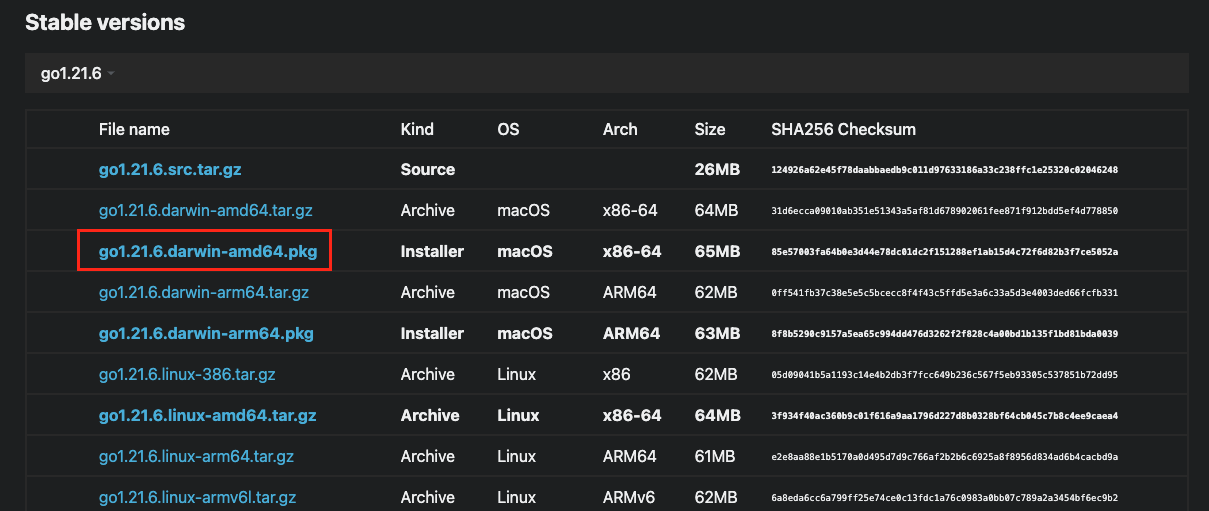 Stable versions
go1.21.6
File name Kind OS Arch Size SHA256 Checksum
go1.21.6.src.tar.gz Source 26MB 124926a62e45f78daabbaedb9c011d97633186a33c238ffc1e25320c02046248
go1.21.6.darwin-amd64.tar.gz Archive macOS x86-64 64MB 31d6ecca09010ab351e51343a5af81d678902061fee871f912bdd5ef4d778850
go1.21.6.darwin-amd64.pkg Installer macOS x86-64 65MB 85e57003fa64b0e3d44e78dc01dc2f151288ef1ab15d4c72f6d82b3f7ce5052a
go1.21.6.darwin-arm64.tar.gz Archive macOS ARM64 62MB 0ff541fb37c38e5e5c5bcecc8f4f43c5ffd5e3a6c33a5d3e4003ded66fcfb331
go1.21.6.darwin-arm64.pkg Installer macOS ARM64 63MB 8f8b5290c9157a5ea65c994dd476d3262f2f828c4a00bd1b135f1bd81bda0039
go1.21.6.linux-386.tar.gz Archive Linux x86 62MB 05d09041b5a1193c14e4b2db3f7fcc649b236c567f5eb93305c537851b72dd95
go1.21.6.linux-amd64.tar.gz Archive Linux x86-64 64MB 3f934f40ac360b9c01f616a9aa1796d227d8b0328bf64cb045c7b8c4ee9caea4
go1.21.6.linux-arm64.tar.gz Archive Linux ARM64 61MB e2e8aa88e1b5170a0d495d7d9c766af2b2b6c6925a8f8956d834ad6b4cacbd9a
go1.21.6.linux-armv6l.tar.gz Archive Linux ARMv6 62MB 6a8eda6cc6a799ff25e74ce0c13fdc1a76c0983a0bb07c789a2a3454bf6ec9b2